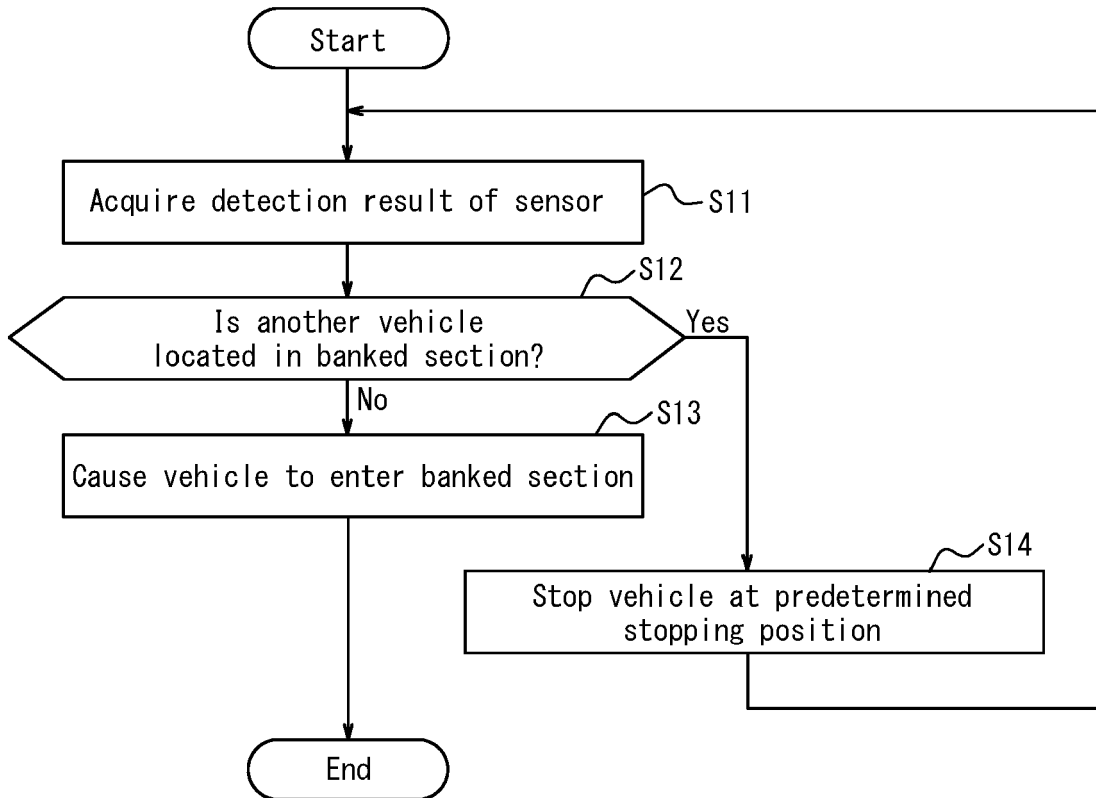 Start
Acquire detection result of sensor
S11
S12
Is another vehicle
located in banked section?
Yes
No
S13
Cause vehicle to enter banked section
S14
Stop vehicle at predetermined
stopping position
End